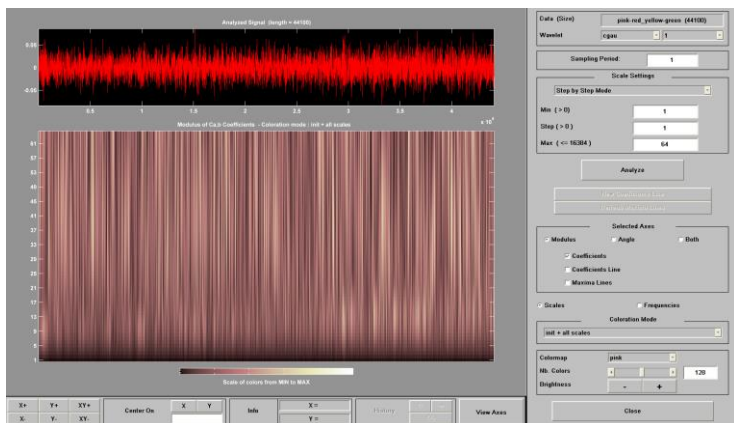 Analyzed Signal (length = 44100)
0.05
0
-0.05
0.5 1 1.5 2 2.5 3 3.5 4
x 10^4
Modulus of Ca,b Coefficients - Coloration mode : init + all scales
61
57
53
49
45
41
37
33
29
25
21
17
13
9
5
1
Scale of colors from MIN to MAX
X+ Y+ XY+
X- Y- XY-
Center On
X Y
Info
X =
Y =
History
View Axes
Data (Size) pink-red_yellow-green (44100)
Wavelet cgau 1
Sampling Period: 1
Scale Settings
Step by Step Mode
Min ( > 0) 1
Step ( > 0 ) 1
Max ( <= 16384 ) 64
Analyze
Selected Axes
Modulus Angle Both
Coefficients
Coefficients Line
Maxima Lines
Scales Frequencies
Coloration Mode
init + all scales
Colormap pink
Nb. Colors 128
Brightness - +
Close